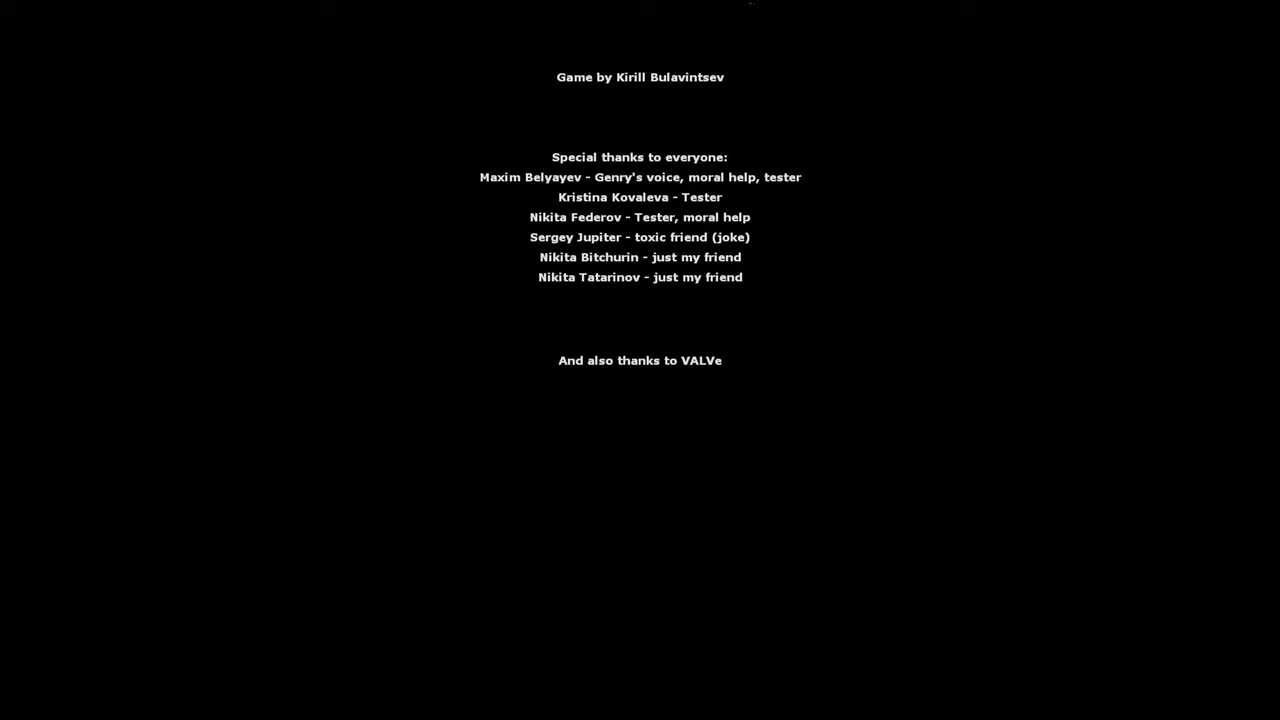 Game by Kirill Bulavintsev
Special thanks to everyone:
Maxim Belyayev - Genry's voice, moral help, tester
Kristina Kovaleva - Tester
Nikita Federov - Tester, moral help
Sergey Jupiter - toxic friend (joke)
Nikita Bitchurin - just my friend
Nikita Tatarinov - just my friend
And also thanks to VALVe